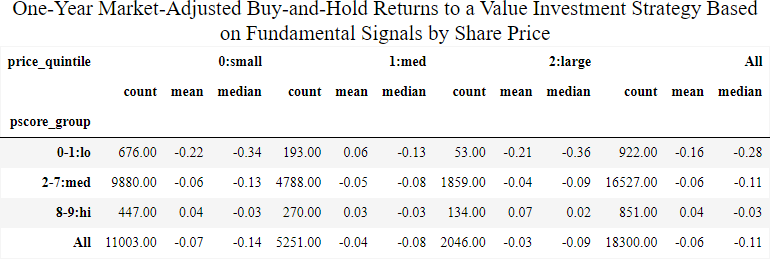 One-Year Market-Adjusted Buy-and-Hold Returns to a Value Investment Strategy Based
on Fundamental Signals by Share Price
price_quintile 0:small 1:med 2:large All
count mean median count mean median count mean median count mean median
pscore_group
0-1:lo 676.00 -0.22 -0.34 193.00 0.06 -0.13 53.00 -0.21 -0.36 922.00 -0.16 -0.28
2-7:med 9880.00 -0.06 -0.13 4788.00 -0.05 -0.08 1859.00 -0.04 -0.09 16527.00 -0.06 -0.11
8-9:hi 447.00 0.04 -0.03 270.00 0.03 -0.03 134.00 0.07 0.02 851.00 0.04 -0.03
All 11003.00 -0.07 -0.14 5251.00 -0.04 -0.08 2046.00 -0.03 -0.09 18300.00 -0.06 -0.11